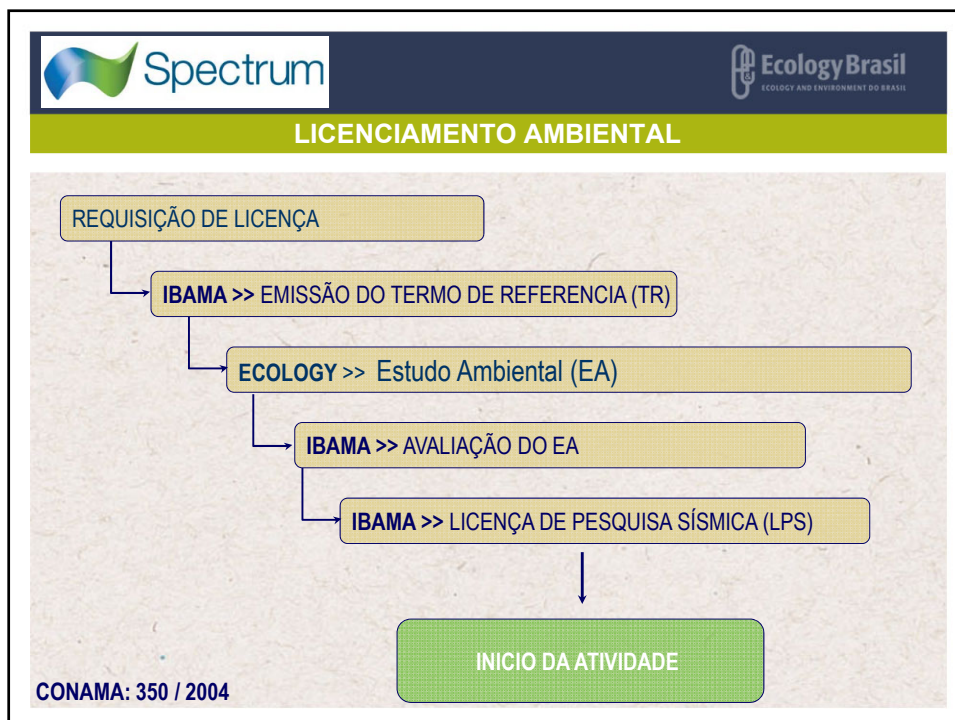 Spectrum
Ecology Brasil
ECOLOGY AND ENVIRONMENT DO BRASIL
LICENCIAMENTO AMBIENTAL
REQUISIÇÃO DE LICENÇA
IBAMA >> EMISSÃO DO TERMO DE REFERENCIA (TR)
ECOLOGY >> Estudo Ambiental (EA)
IBAMA >> AVALIAÇÃO DO EA
IBAMA >> LICENÇA DE PESQUISA SÍSMICA (LPS)
INICIO DA ATIVIDADE
CONAMA: 350 / 2004